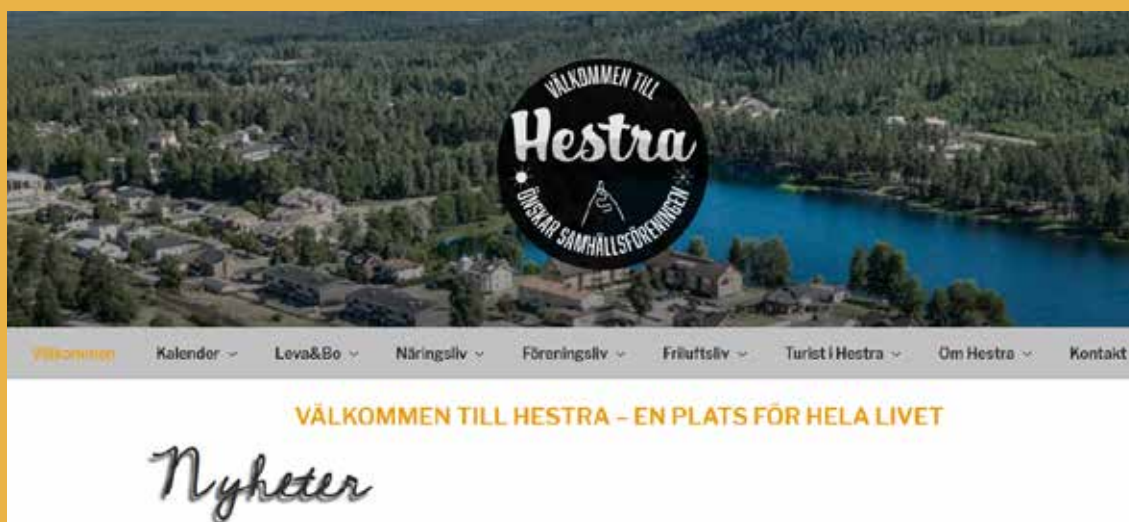 VÄLKOMMEN TILL
Hestra
ÖNSKAR SAMHÄLLSFÖRENINGEN
Välkommen Kalender Leva&Bo Näringsliv Föreningsliv Friluftsliv Turist i Hestra Om Hestra Kontakt
VÄLKOMMEN TILL HESTRA – EN PLATS FÖR HELA LIVET
Nyheter